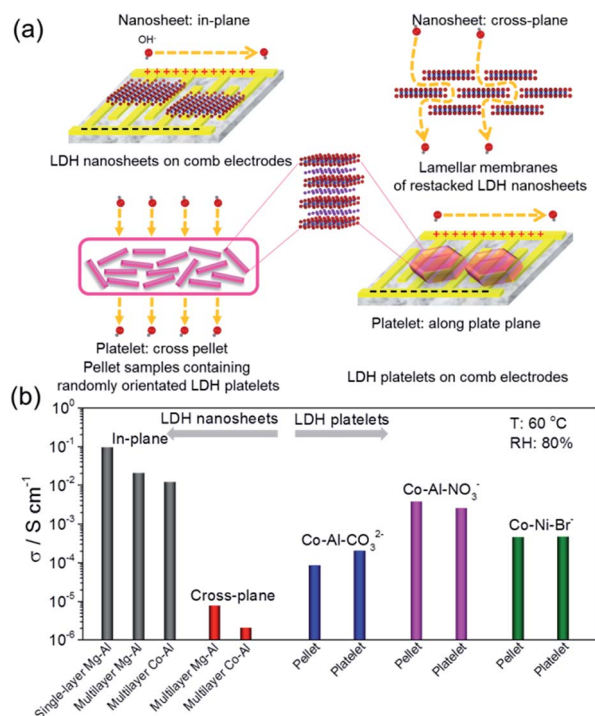 (a)
Nanosheet: in-plane
OH⁻
+ + + + + + + + + + + +
LDH nanosheets on comb electrodes
Nanosheet: cross-plane
Lamellar membranes
of restacked LDH nanosheets
Platelet: cross pellet
Pellet samples containing
randomly orientated LDH platelets
+ + + + + + + + + + + +
Platelet: along plate plane
LDH platelets on comb electrodes
(b)
LDH nanosheets
LDH platelets
T: 60 °C
RH: 80%
In-plane
Cross-plane
Co-Al-CO₃²⁻
Co-Al-NO₃⁻
Co-Ni-Br⁻
σ / S cm⁻¹
10⁰
10⁻¹
10⁻²
10⁻³
10⁻⁴
10⁻⁵
10⁻⁶
Single-layer Mg-Al
Multilayer Mg-Al
Multilayer Co-Al
Multilayer Mg-Al
Multilayer Co-Al
Pellet
Platelet
Pellet
Platelet
Pellet
Platelet